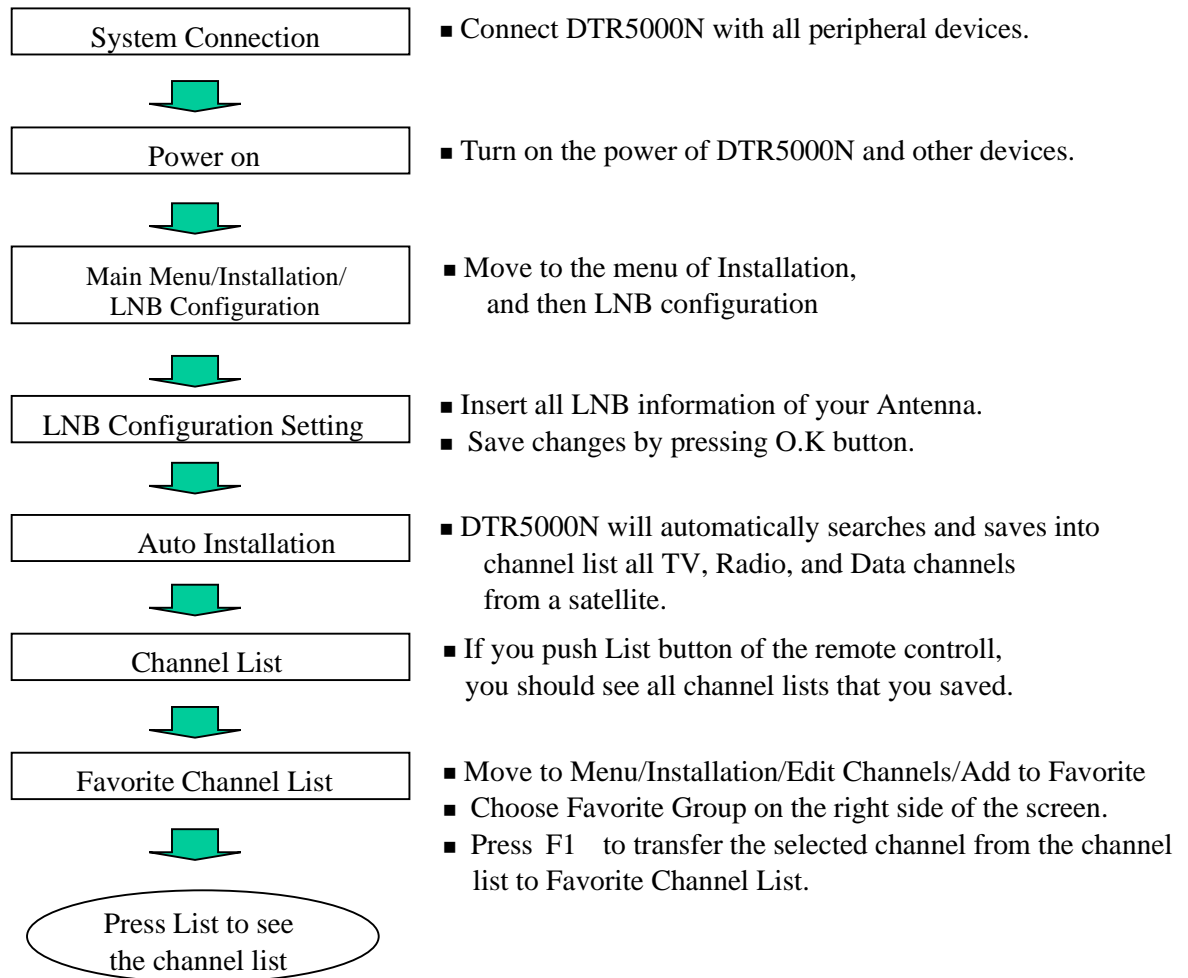 System Connection
■ Connect DTR5000N with all peripheral devices.
Power on
■ Turn on the power of DTR5000N and other devices.
Main Menu/Installation/
LNB Configuration
■ Move to the menu of Installation,
and then LNB configuration
LNB Configuration Setting
■ Insert all LNB information of your Antenna.
■ Save changes by pressing O.K button.
Auto Installation
■ DTR5000N will automatically searches and saves into
channel list all TV, Radio, and Data channels
from a satellite.
Channel List
■ If you push List button of the remote controll,
you should see all channel lists that you saved.
Favorite Channel List
■ Move to Menu/Installation/Edit Channels/Add to Favorite
■ Choose Favorite Group on the right side of the screen.
■ Press F1 to transfer the selected channel from the channel
list to Favorite Channel List.
Press List to see
the channel list